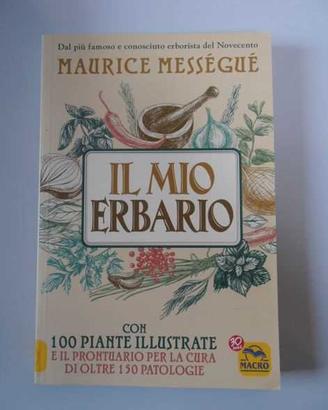 Dal più famoso e conosciuto erborista del Novecento
MAURICE MESSÉGUÉ
IL MIO
ERBARIO
CON
100 PIANTE ILLUSTRATE
E IL PRONTUARIO PER LA CURA
DI OLTRE 150 PATOLOGIE
30
MACRO